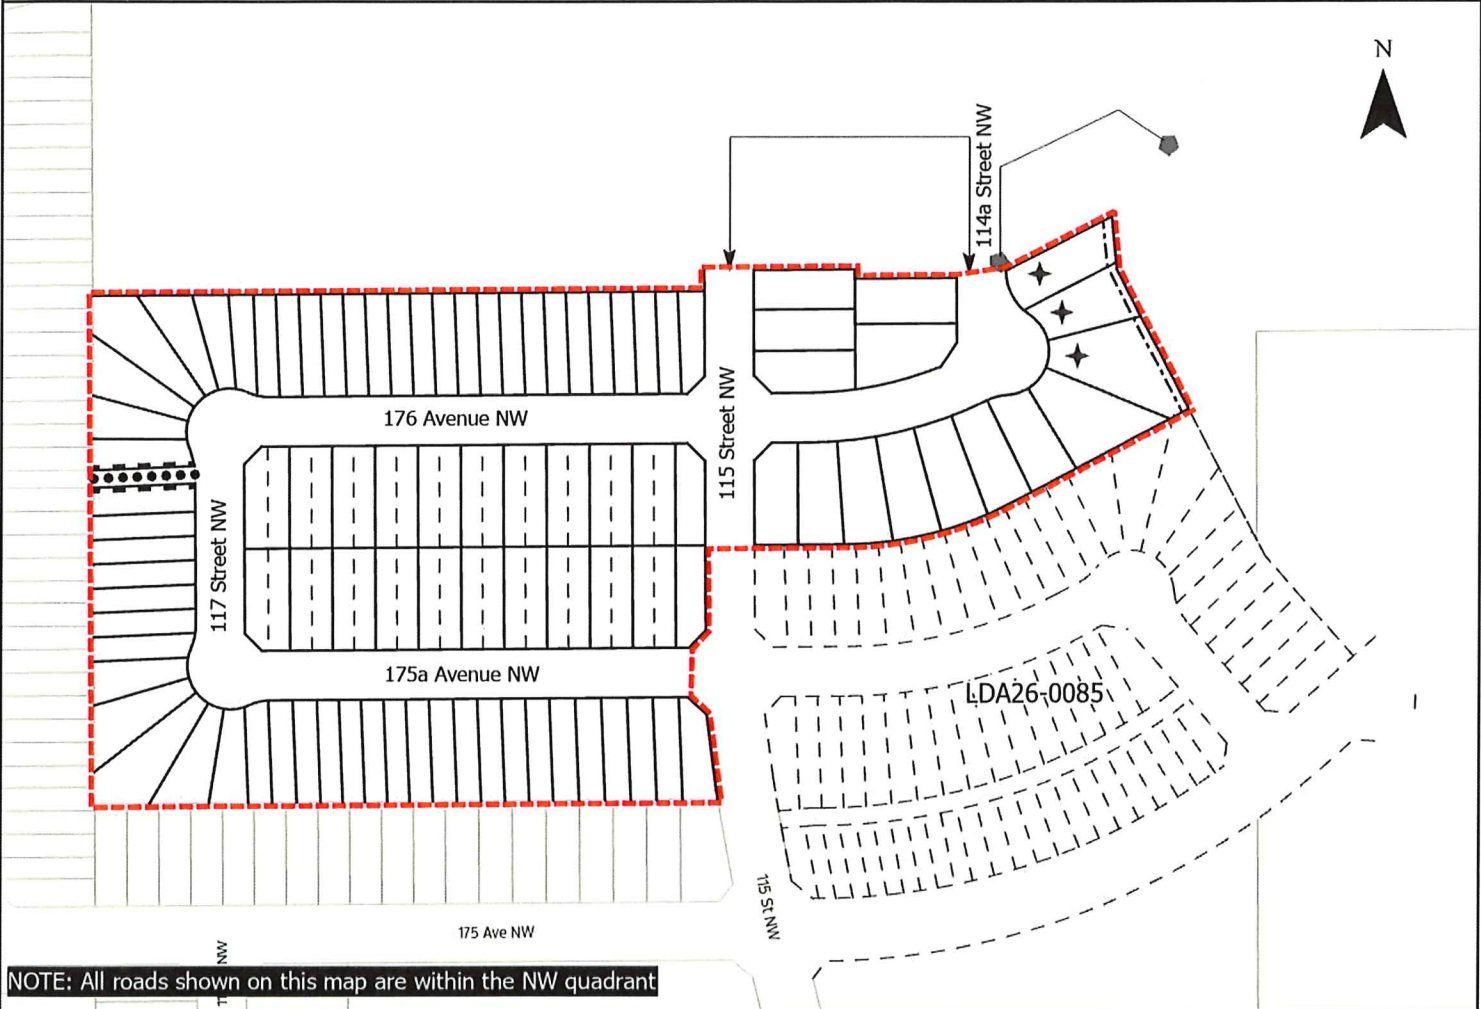 N
114a Street NW
176 Avenue NW
115 Street NW
117 Street NW
175a Avenue NW
LDA26-0085
115 St NW
175 Ave NW
NW
NOTE: All roads shown on this map are within the NW quadrant